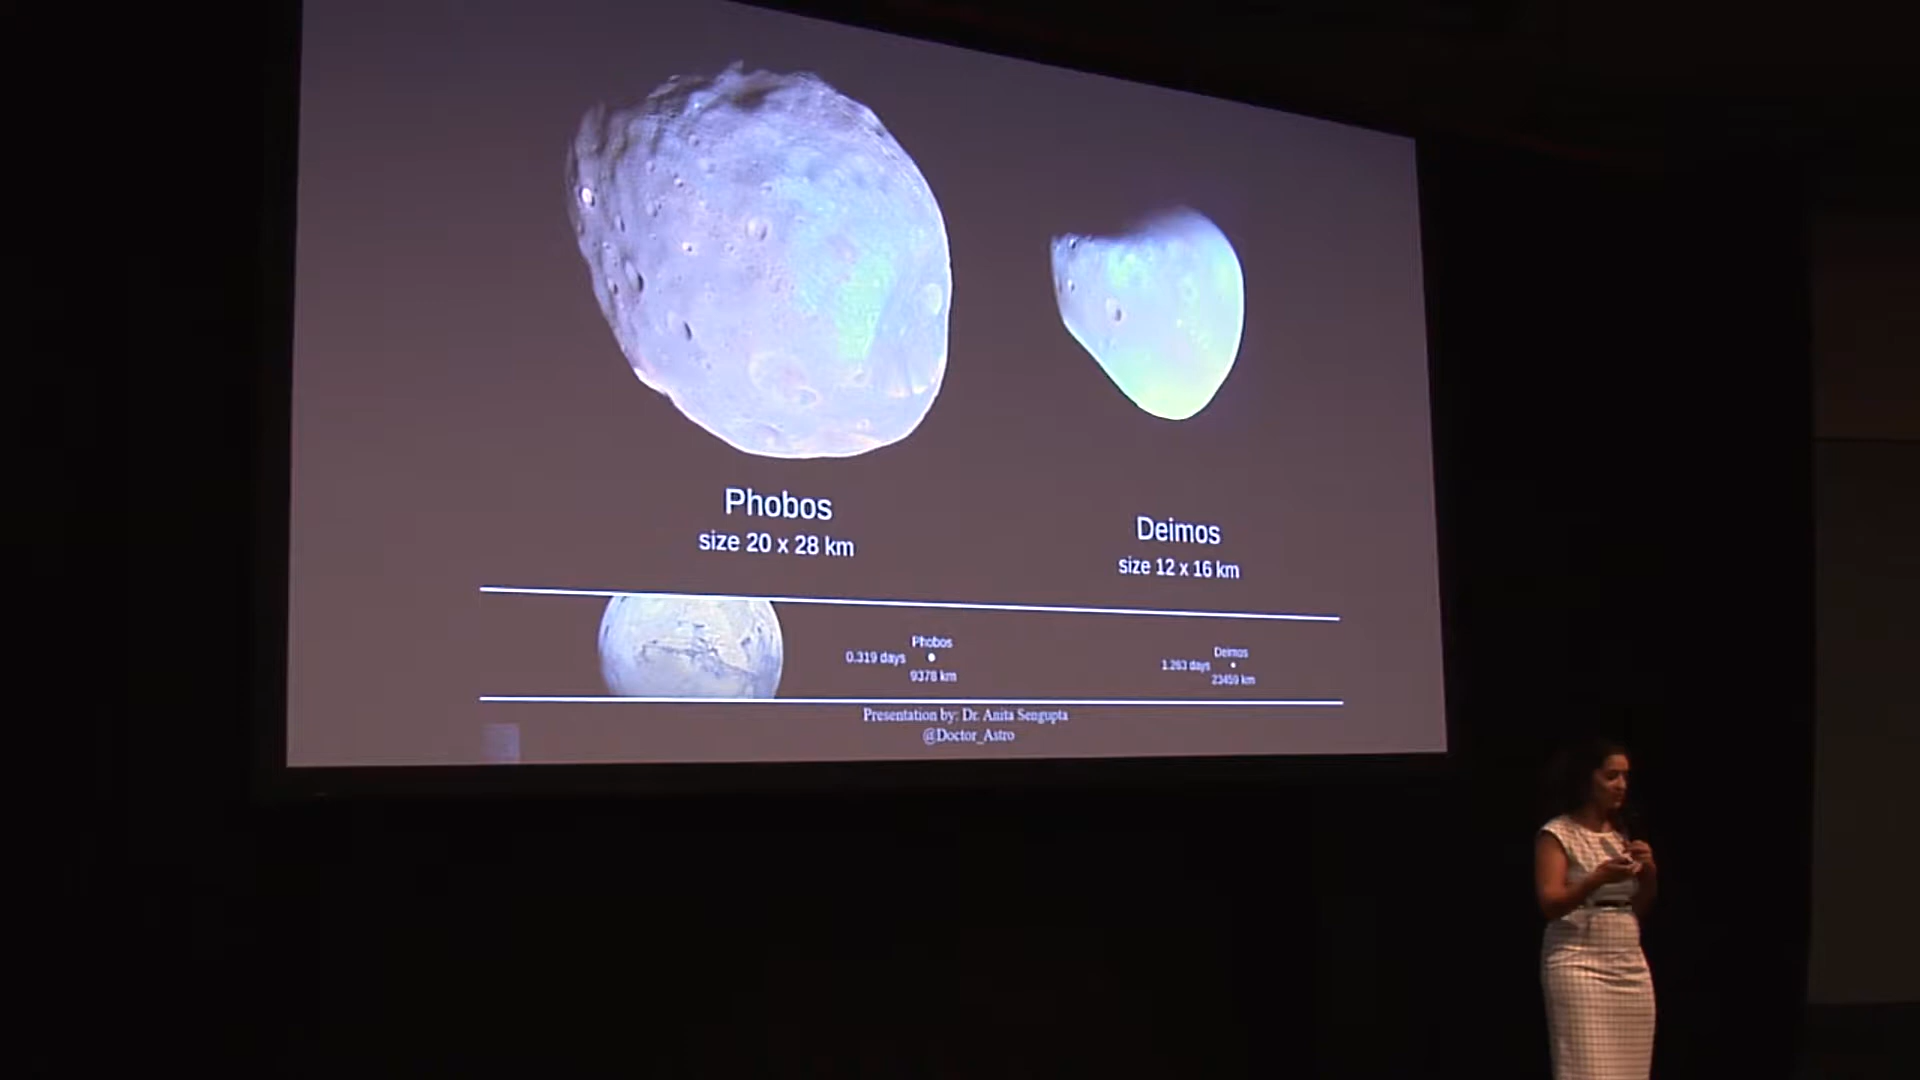 Phobos
size 20 x 28 km
Deimos
size 12 x 16 km
Phobos
0.319 days
9378 km
Deimos
1.263 days
23459 km
Presentation by: Dr. Anita Sengupta
@Doctor_Astro